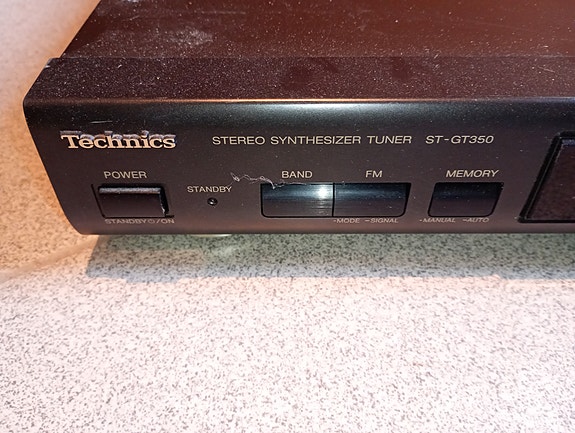 Technics
STEREO SYNTHESIZER TUNER ST-GT350
POWER
STANDBY
BAND
FM
MEMORY
STANDBY⏻/ON
-MODE -SIGNAL
-MANUAL -AUTO